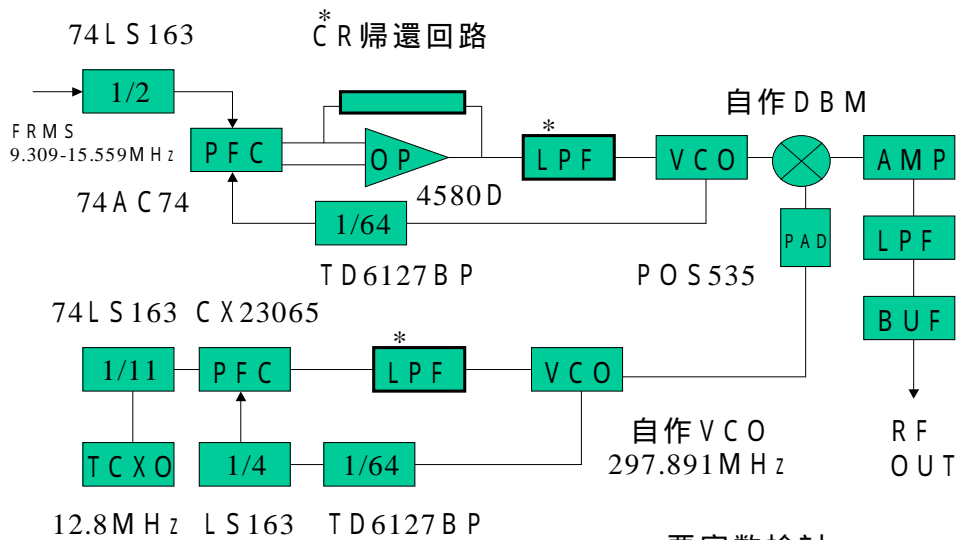 74LS163
*
CR帰還回路
1/2
自作DBM
FRMS
9.309-15.559MHz
PFC
OP
*
LPF
VCO
AMP
74AC74
4580D
1/64
PAD
LPF
TD6127BP
POS535
74LS163 CX23065
BUF
*
1/11
PFC
LPF
VCO
自作VCO
297.891MHz
RF
OUT
TCXO
1/4
1/64
12.8MHz LS163 TD6127BP